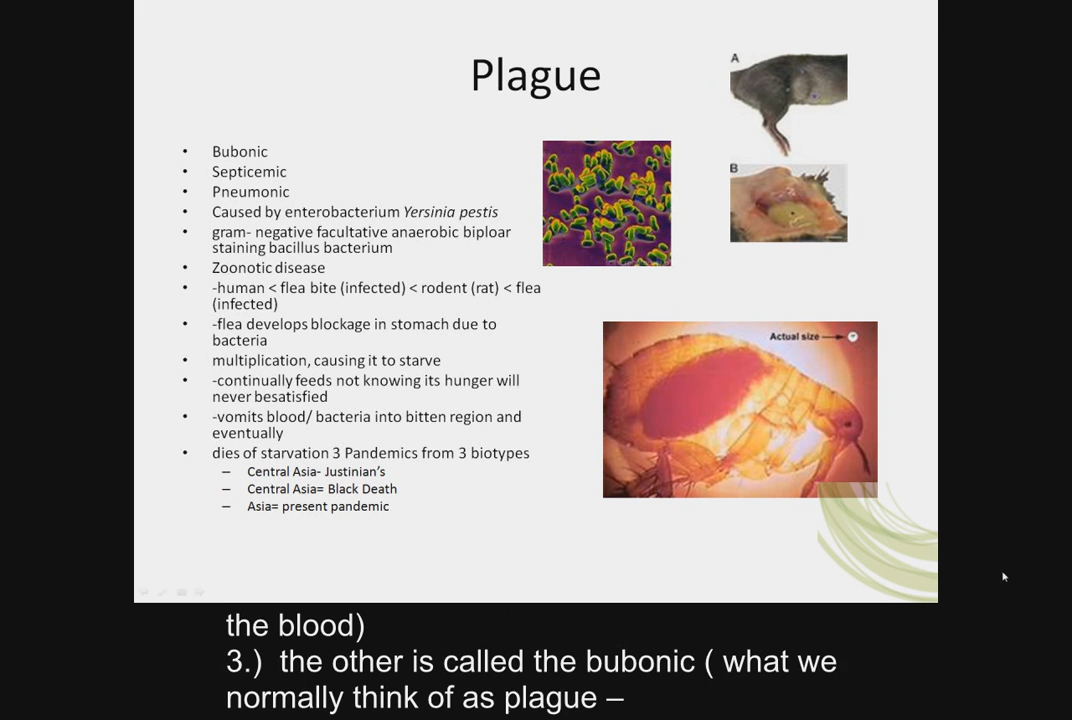 Plague
A
B
Bubonic
Septicemic
Pneumonic
Caused by enterobacterium Yersinia pestis
gram- negative facultative anaerobic biploar
staining bacillus bacterium
Zoonotic disease
-human < flea bite (infected) < rodent (rat) < flea
(infected)
-flea develops blockage in stomach due to
bacteria
multiplication, causing it to starve
-continually feeds not knowing its hunger will
never besatisfied
-vomits blood/ bacteria into bitten region and
eventually
dies of starvation 3 Pandemics from 3 biotypes
– Central Asia- Justinian's
– Central Asia= Black Death
– Asia= present pandemic
Actual size
the blood)
3.) the other is called the bubonic ( what we
normally think of as plague –